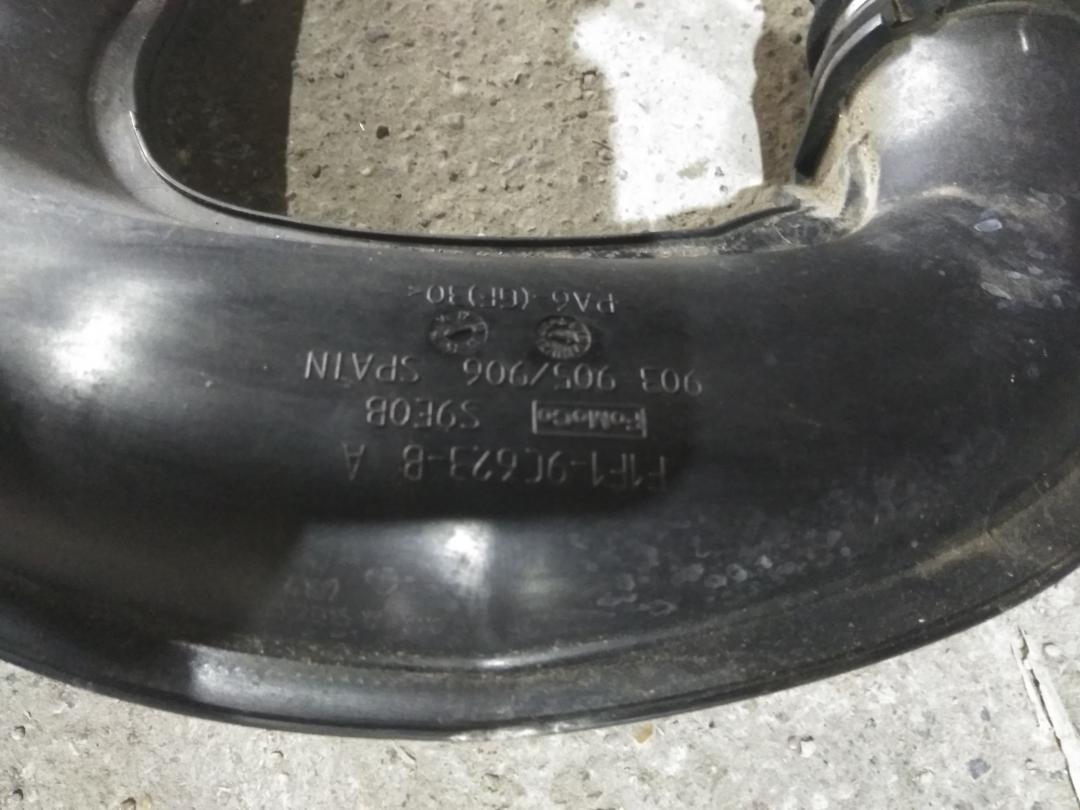 F1F1-9C623-B A
FoMoCo S9E0B
903 905/906 SPAIN
>PA6-(GF)30<